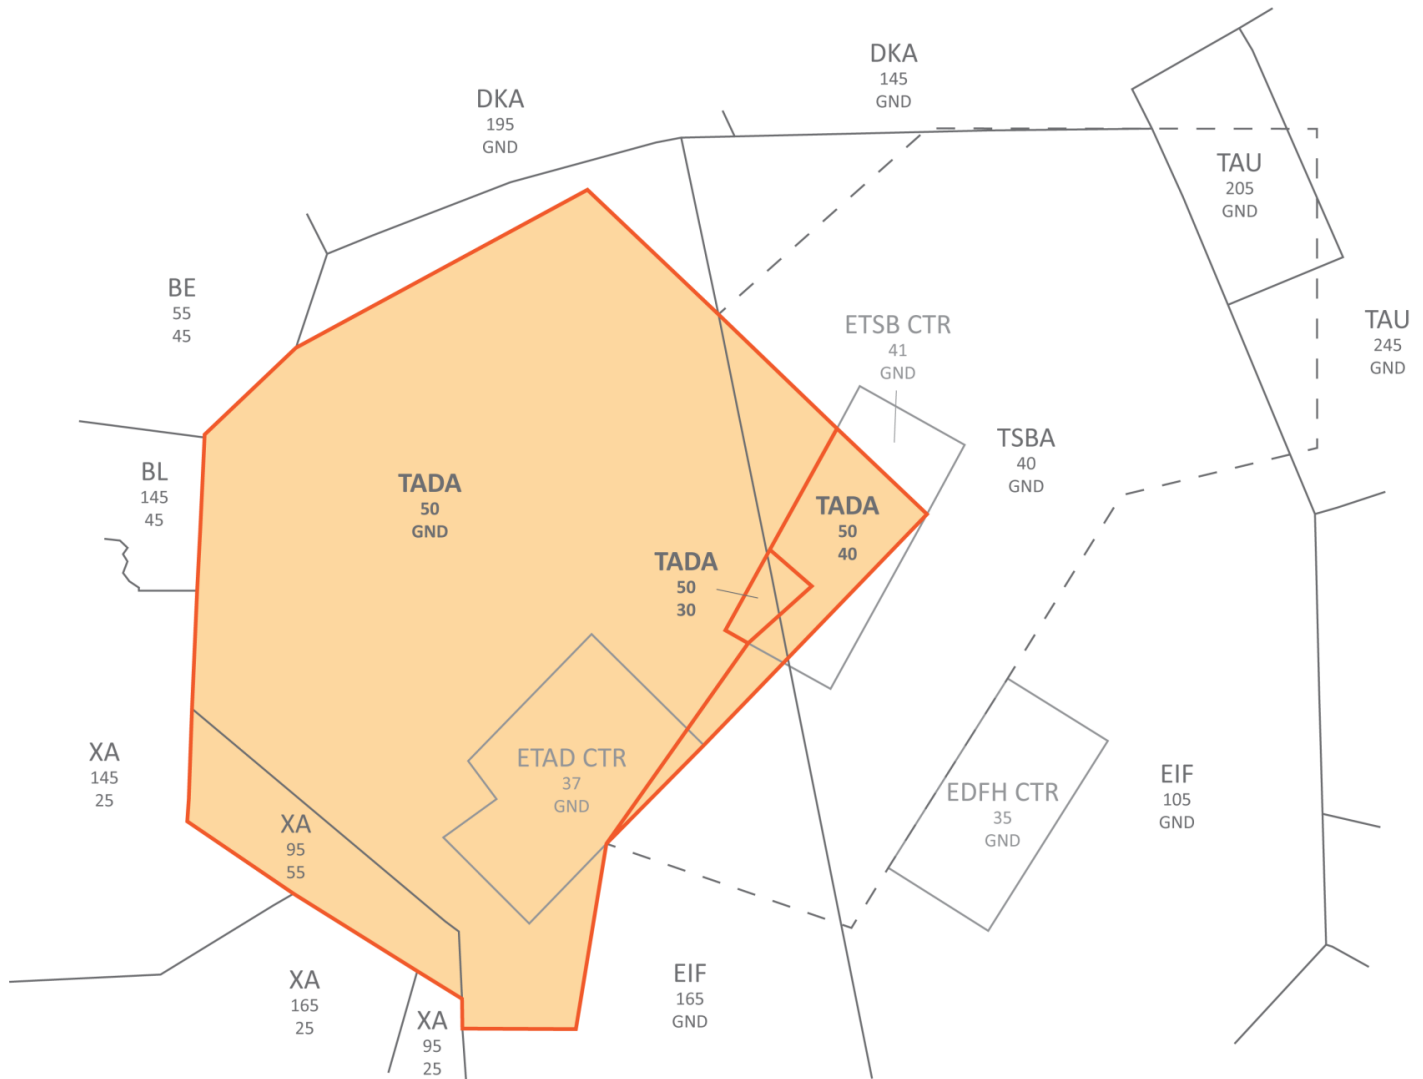 DKA
145
GND
DKA
195
GND
TAU
205
GND
BE
55
45
ETSB CTR
41
GND
TAU
245
GND
TSBA
40
GND
BL
145
45
TADA
50
GND
TADA
50
40
TADA
50
30
XA
145
25
ETAD CTR
37
GND
EDFH CTR
35
GND
EIF
105
GND
XA
95
55
XA
165
25
EIF
165
GND
XA
95
25